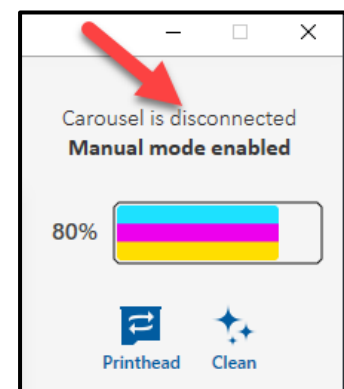 Carousel is disconnected
Manual mode enabled
80%
Printhead Clean